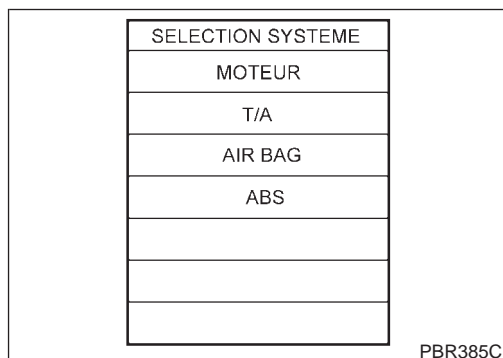 SELECTION SYSTEME
MOTEUR
T/A
AIR BAG
ABS
PBR385C